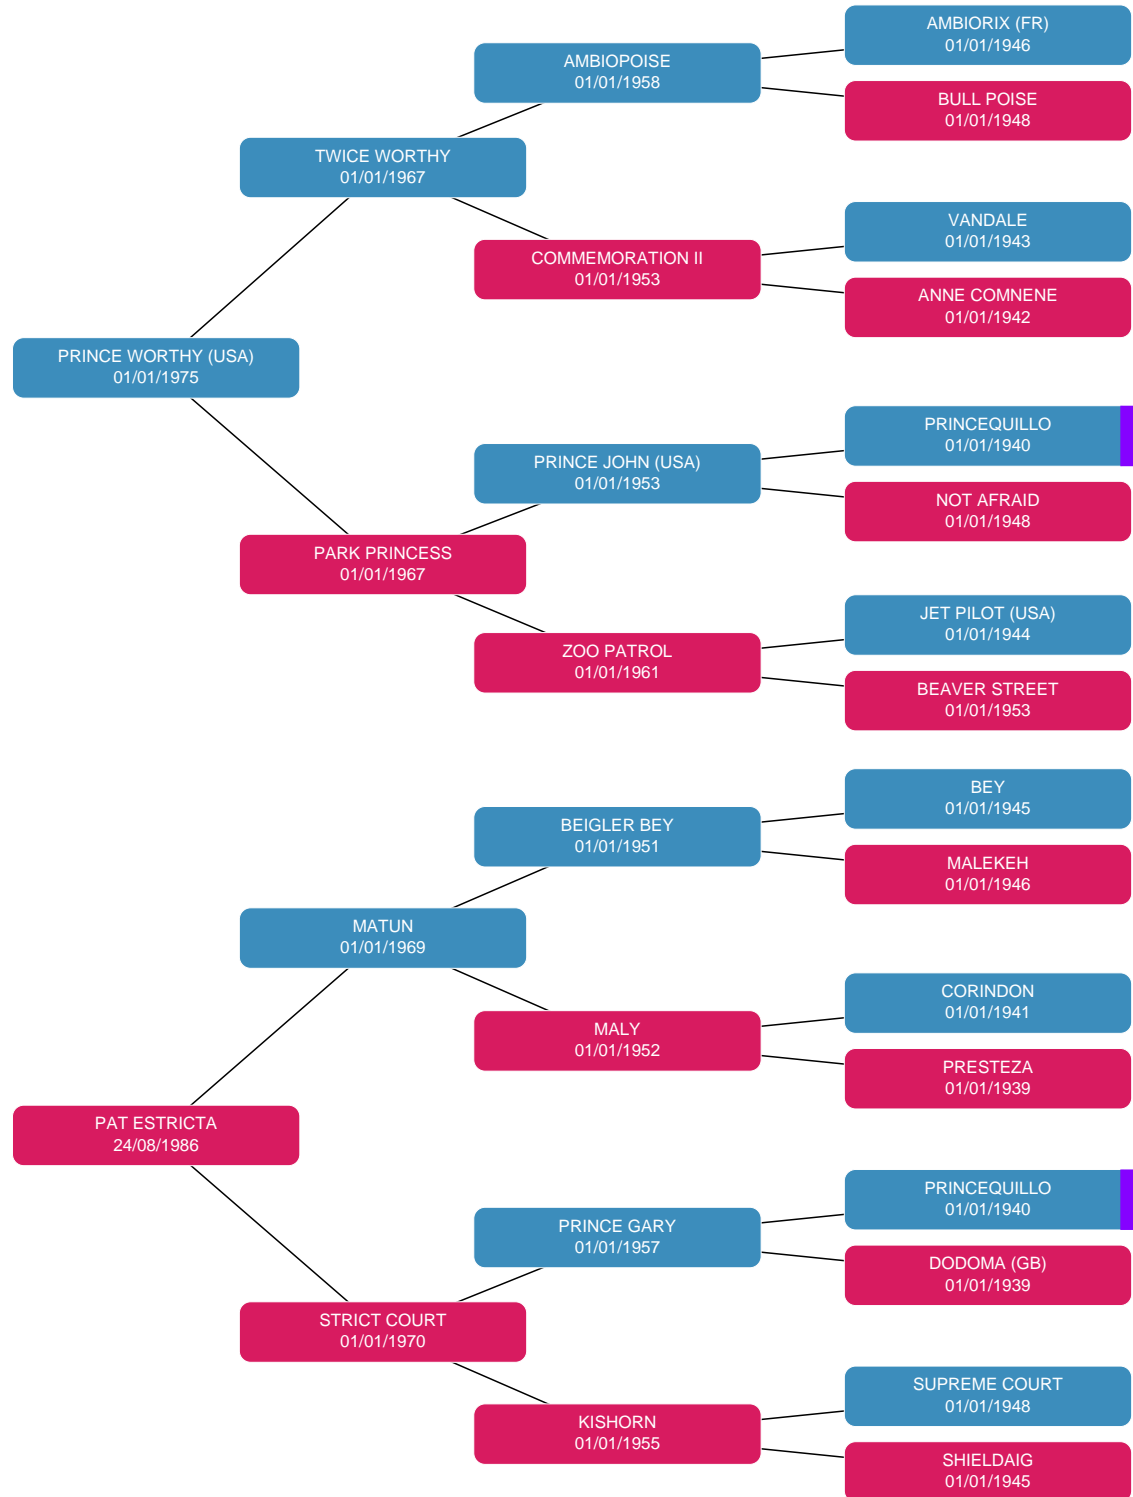 AMBIORIX (FR)
01/01/1946
AMBIOPOISE
01/01/1958
BULL POISE
01/01/1948
TWICE WORTHY
01/01/1967
VANDALE
01/01/1943
COMMEMORATION II
01/01/1953
ANNE COMNENE
01/01/1942
PRINCE WORTHY (USA)
01/01/1975
PRINCEQUILLO
01/01/1940
PRINCE JOHN (USA)
01/01/1953
NOT AFRAID
01/01/1948
PARK PRINCESS
01/01/1967
JET PILOT (USA)
01/01/1944
ZOO PATROL
01/01/1961
BEAVER STREET
01/01/1953
BEY
01/01/1945
BEIGLER BEY
01/01/1951
MALEKEH
01/01/1946
MATUN
01/01/1969
CORINDON
01/01/1941
MALY
01/01/1952
PRESTEZA
01/01/1939
PAT ESTRICTA
24/08/1986
PRINCEQUILLO
01/01/1940
PRINCE GARY
01/01/1957
DODOMA (GB)
01/01/1939
STRICT COURT
01/01/1970
SUPREME COURT
01/01/1948
KISHORN
01/01/1955
SHIELDAIG
01/01/1945